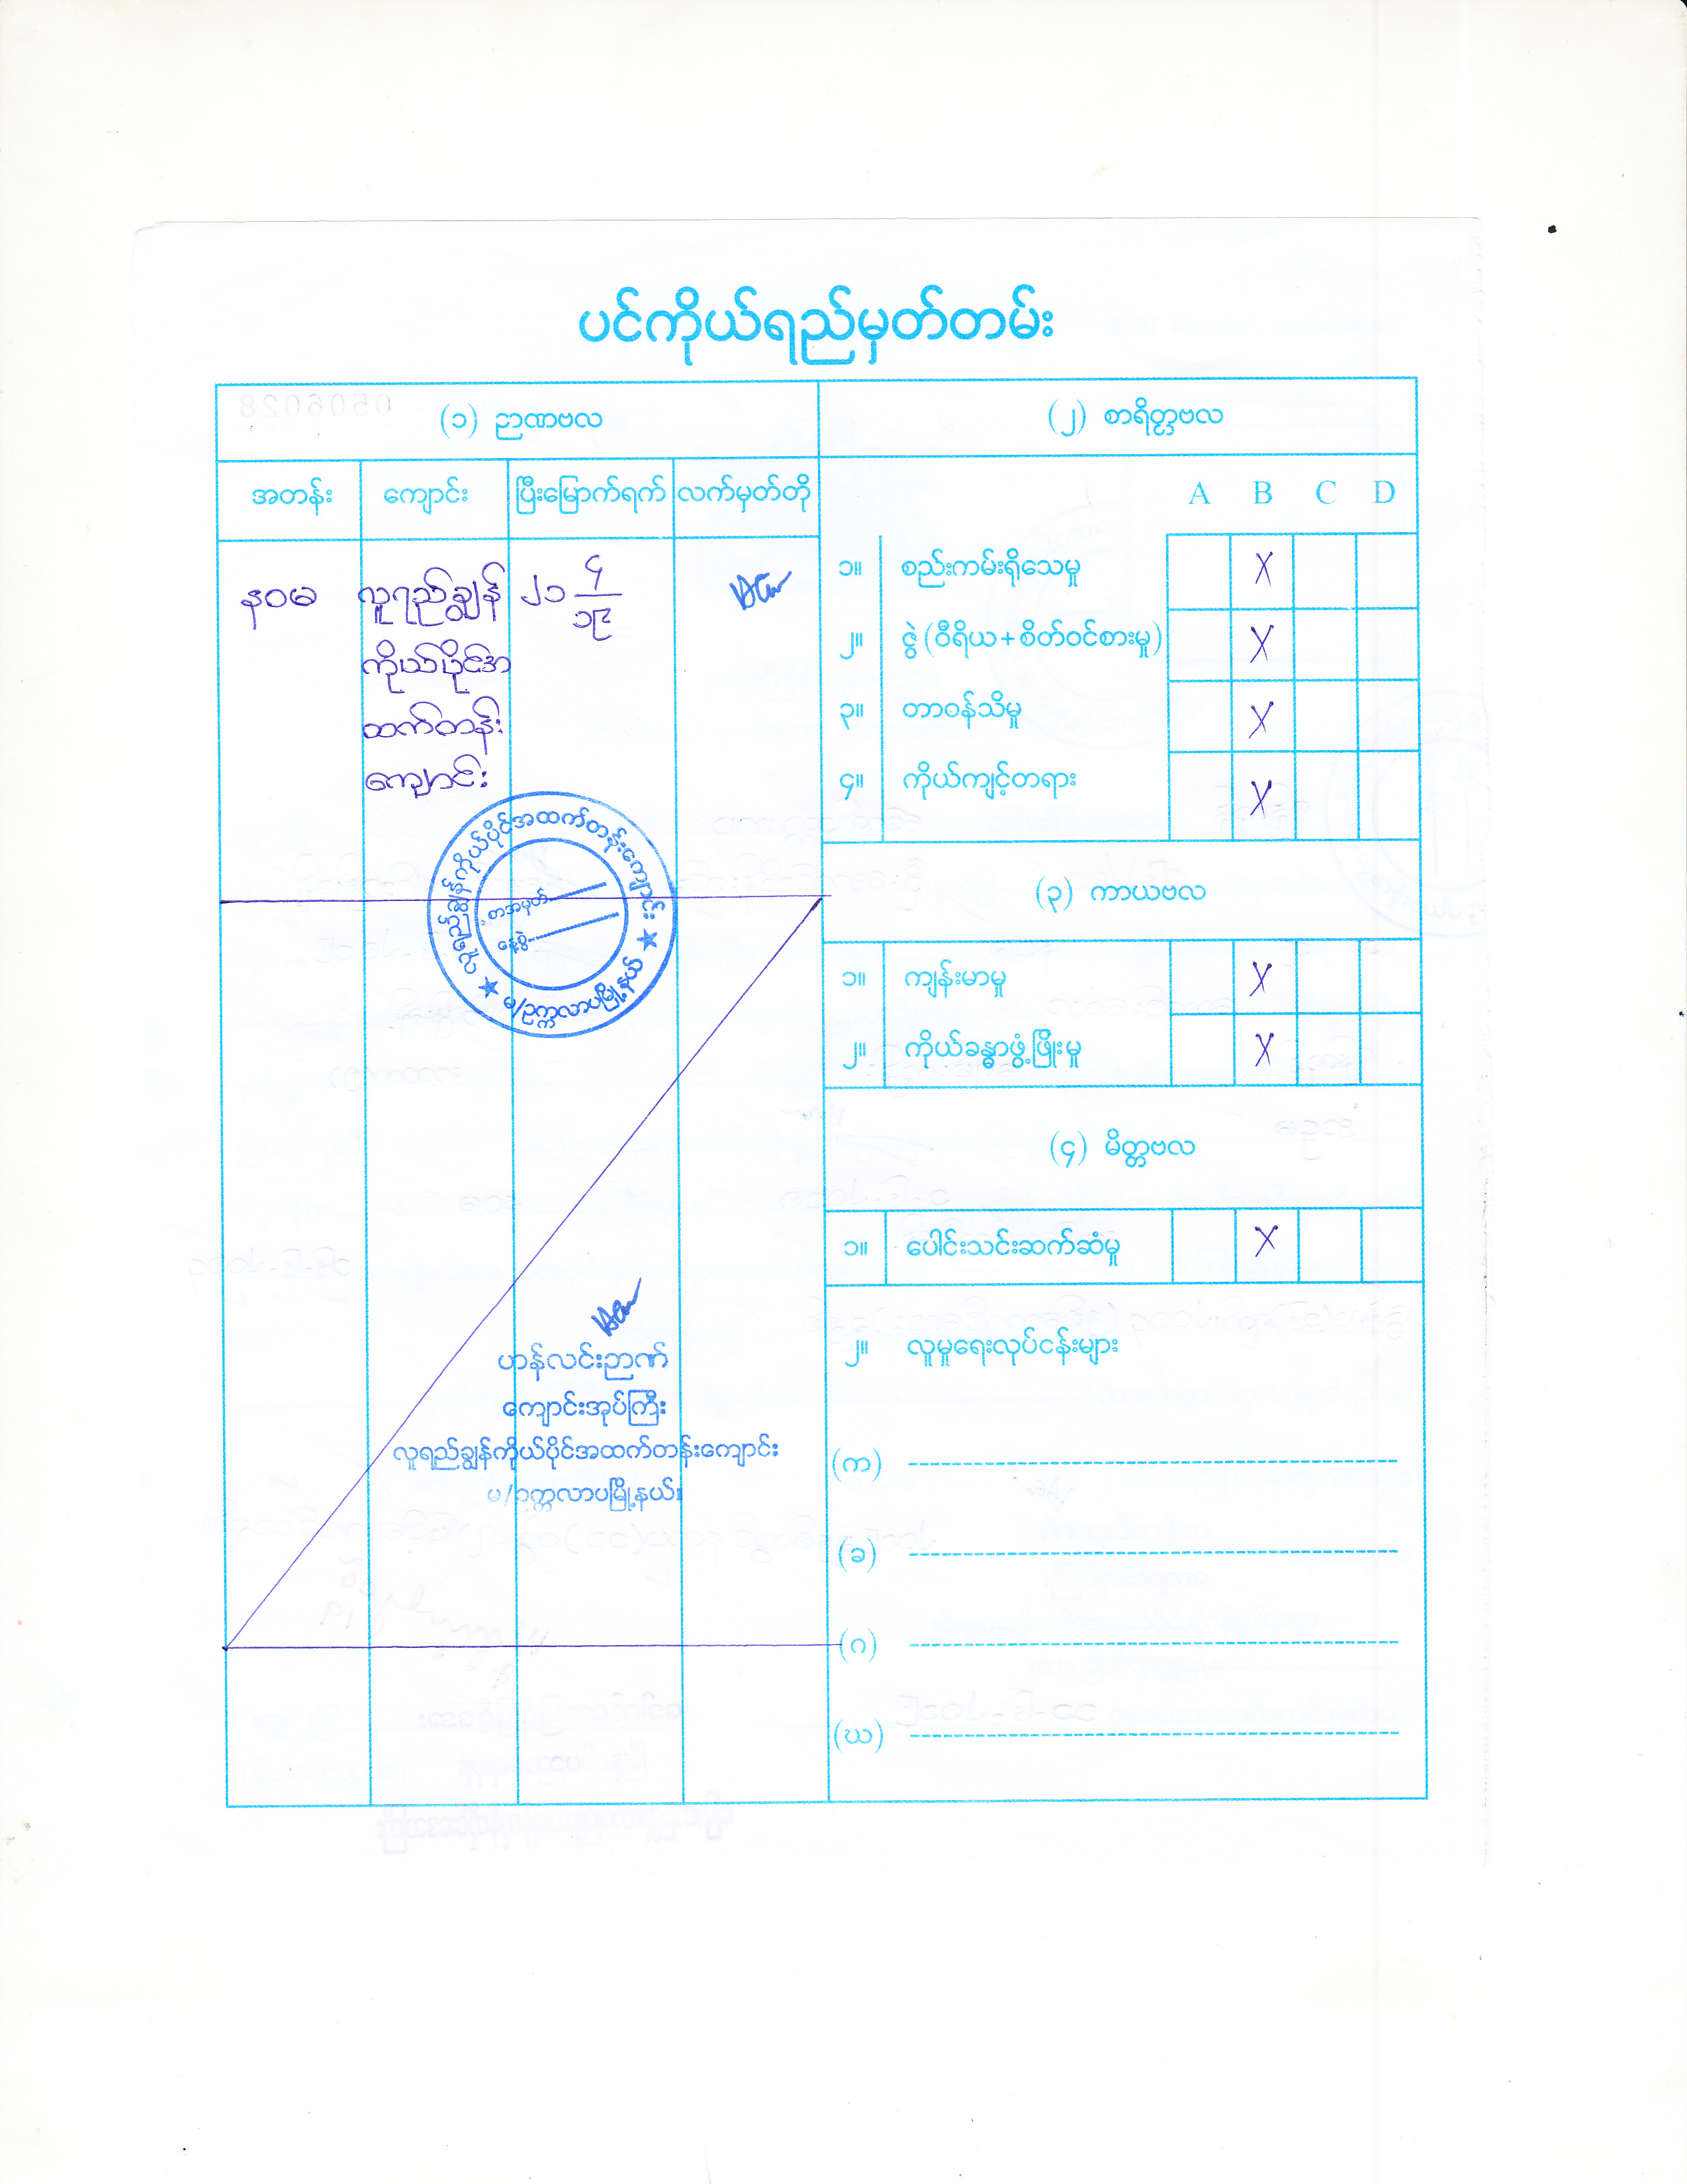 ပင်ကိုယ်ရည်မှတ်တမ်း
(၁) ဉာဏဗလ
အတန်း ကျောင်း ပြီးမြောက်ရက် လက်မှတ်တို
နဝမ လူရည်ချွန် ၂၁ ၄/၁၉
ကိုယ်ပိုင်အ
ထက်တန်း
ကျောင်း
လူရည်ချွန်ကိုယ်ပိုင်အထက်တန်းကျောင်း
စာအမှတ်
နေ့စွဲ
မ/ဥက္ကလာပမြို့နယ်
ဟန်လင်းဉာဏ်
ကျောင်းအုပ်ကြီး
လူရည်ချွန်ကိုယ်ပိုင်အထက်တန်းကျောင်း
မ/ဥက္ကလာပမြို့နယ်။
(၂) စာရိတ္တဗလ
A B C D
၁။ စည်းကမ်းရိုသေမှု X
၂။ ဇွဲ (ဝီရိယ + စိတ်ဝင်စားမှု) X
၃။ တာဝန်သိမှု X
၄။ ကိုယ်ကျင့်တရား X
(၃) ကာယဗလ
၁။ ကျန်းမာမှု X
၂။ ကိုယ်ခန္ဓာဖွံ့ဖြိုးမှု X
(၄) မိတ္တဗလ
၁။ ပေါင်းသင်းဆက်ဆံမှု X
၂။ လူမှုရေးလုပ်ငန်းများ
(က)
(ခ)
(ဂ)
(ဃ)